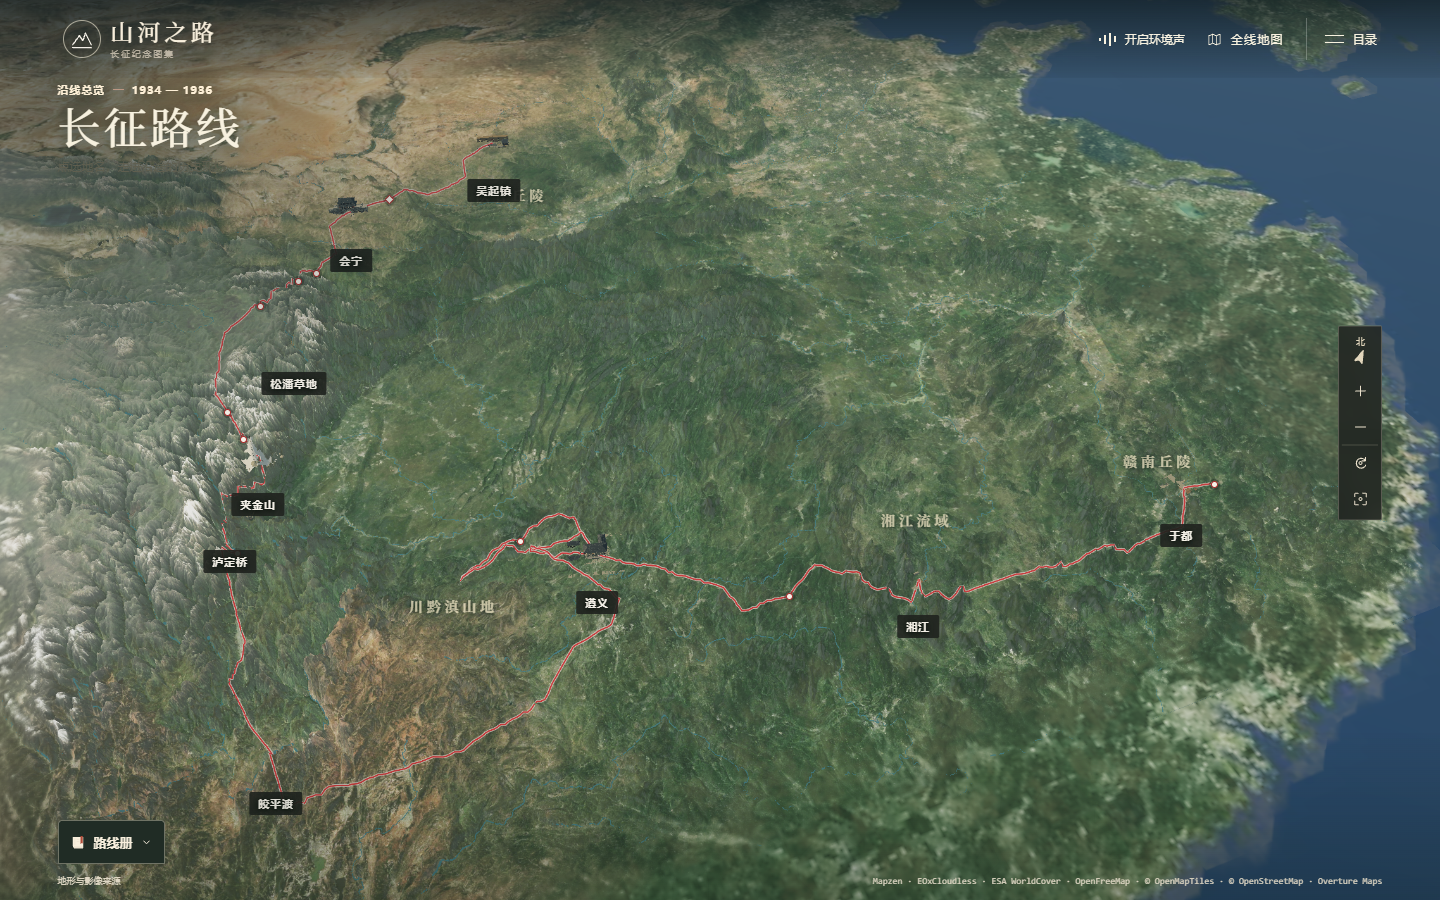 山河之路
长征纪念图集
开启环境声
全线地图
目录
沿线总览 — 1934 — 1936
长征路线
吴起镇
丘陵
会宁
北
松潘草地
赣南丘陵
夹金山
湘江流域
于都
泸定桥
川黔滇山地
遵义
湘江
皎平渡
路线册
地形与影像来源
Mapzen · EOxCloudless · ESA WorldCover · OpenFreeMap · © OpenMapTiles · © OpenStreetMap · Overture Maps